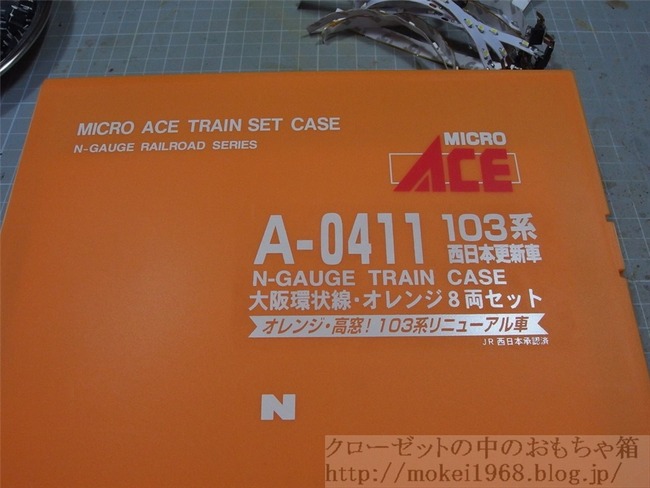 MICRO ACE TRAIN SET CASE
N-GAUGE RAILROAD SERIES
MICRO
ACE
A-0411 103系
西日本更新車
N-GAUGE TRAIN CASE
大阪環状線・オレンジ8両セット
オレンジ・高窓!103系リニューアル車
JR西日本承認済
N
クローゼットの中のおもちゃ箱
http://mokei1968.blog.jp/